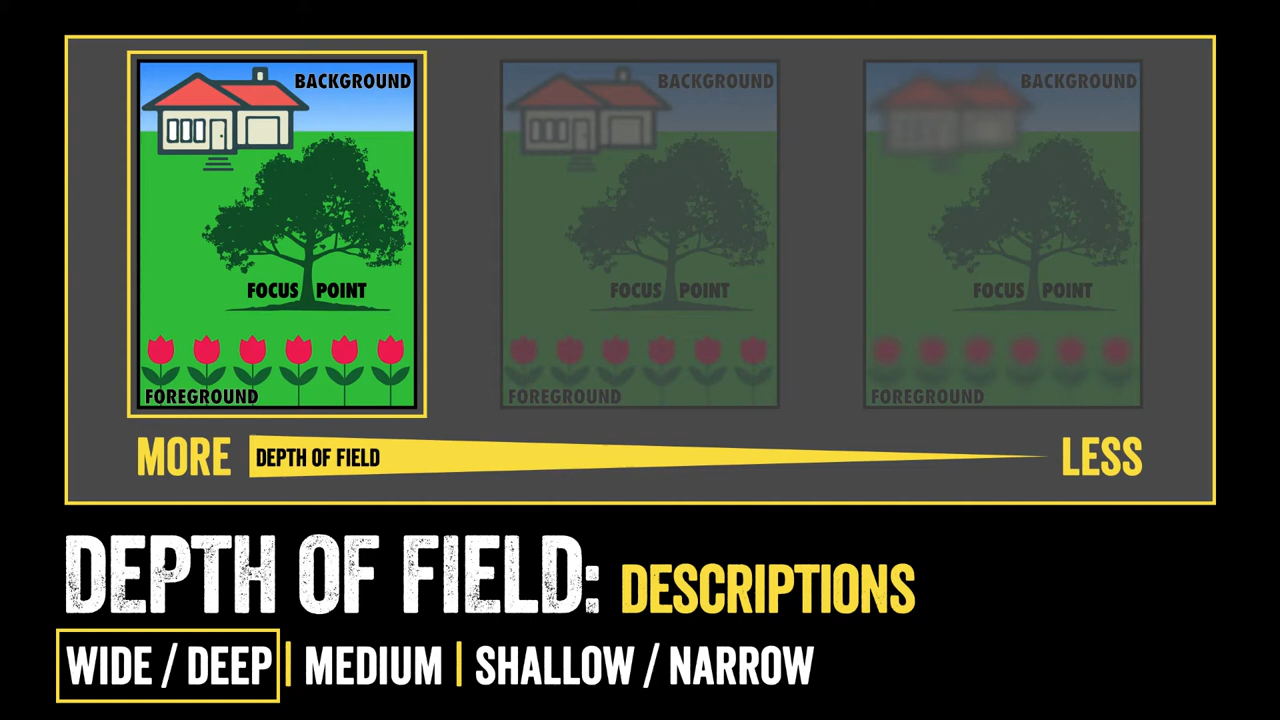 BACKGROUND
FOCUS POINT
FOREGROUND
BACKGROUND
FOCUS POINT
FOREGROUND
BACKGROUND
FOCUS POINT
FOREGROUND
MORE DEPTH OF FIELD LESS
DEPTH OF FIELD: DESCRIPTIONS
WIDE / DEEP | MEDIUM | SHALLOW / NARROW